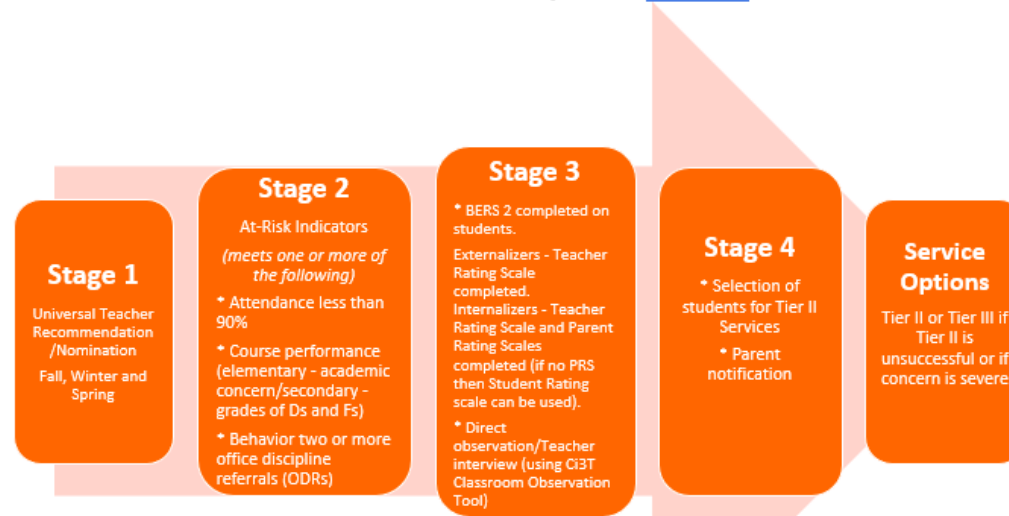 Stage 1
Universal Teacher
Recommendation
/Nomination
Fall, Winter and
Spring
Stage 2
At-Risk Indicators
(meets one or more of
the following)
* Attendance less than
90%
* Course performance
(elementary - academic
concern/secondary -
grades of Ds and Fs)
* Behavior two or more
office discipline
referrals (ODRs)
Stage 3
* BERS 2 completed on
students.
Externalizers - Teacher
Rating Scale
completed.
Internalizers - Teacher
Rating Scale and Parent
Rating Scales
completed (if no PRS
then Student Rating
scale can be used).
* Direct
observation/Teacher
interview (using Ci3T
Classroom Observation
Tool)
Stage 4
* Selection of
students for Tier II
Services
* Parent
notification
Service
Options
Tier II or Tier III if
Tier II is
unsuccessful or if
concern is severe